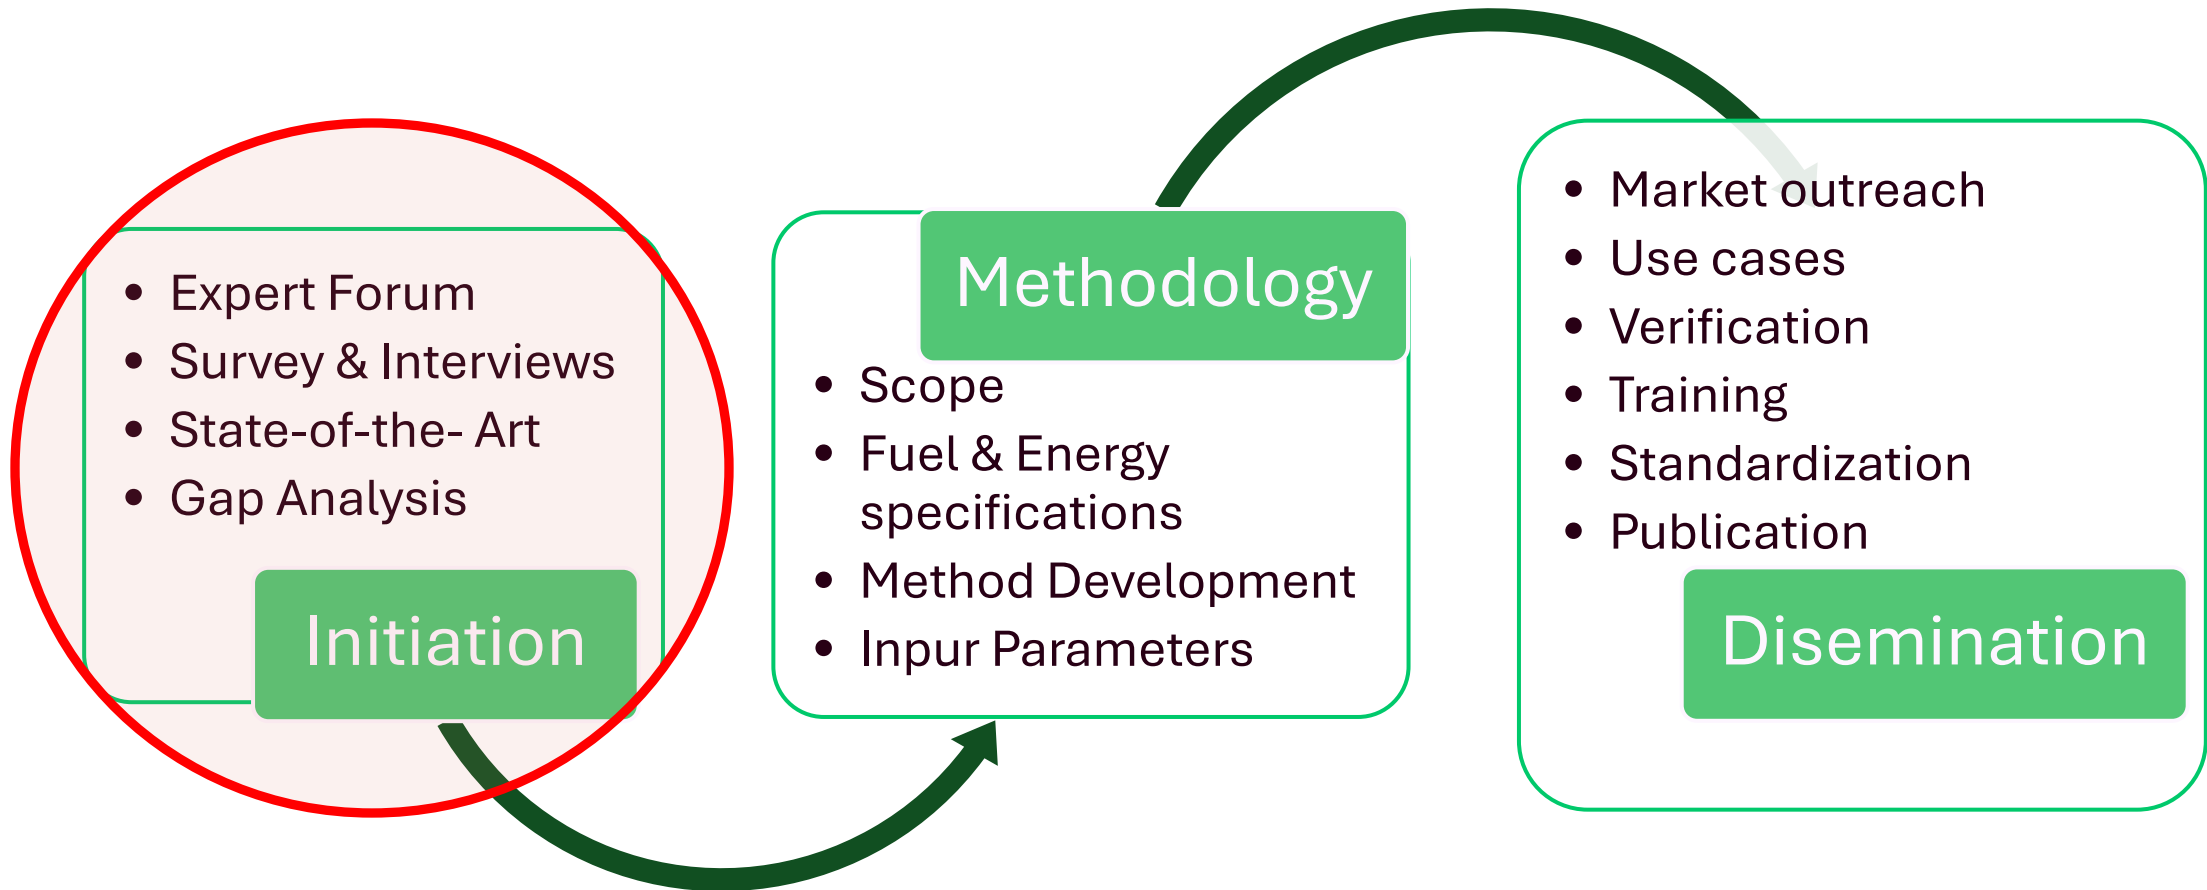 • Expert Forum
• Survey & Interviews
• State-of-the- Art
• Gap Analysis
Initiation
Methodology
• Scope
• Fuel & Energy
specifications
• Method Development
• Inpur Parameters
• Market outreach
• Use cases
• Verification
• Training
• Standardization
• Publication
Disemination